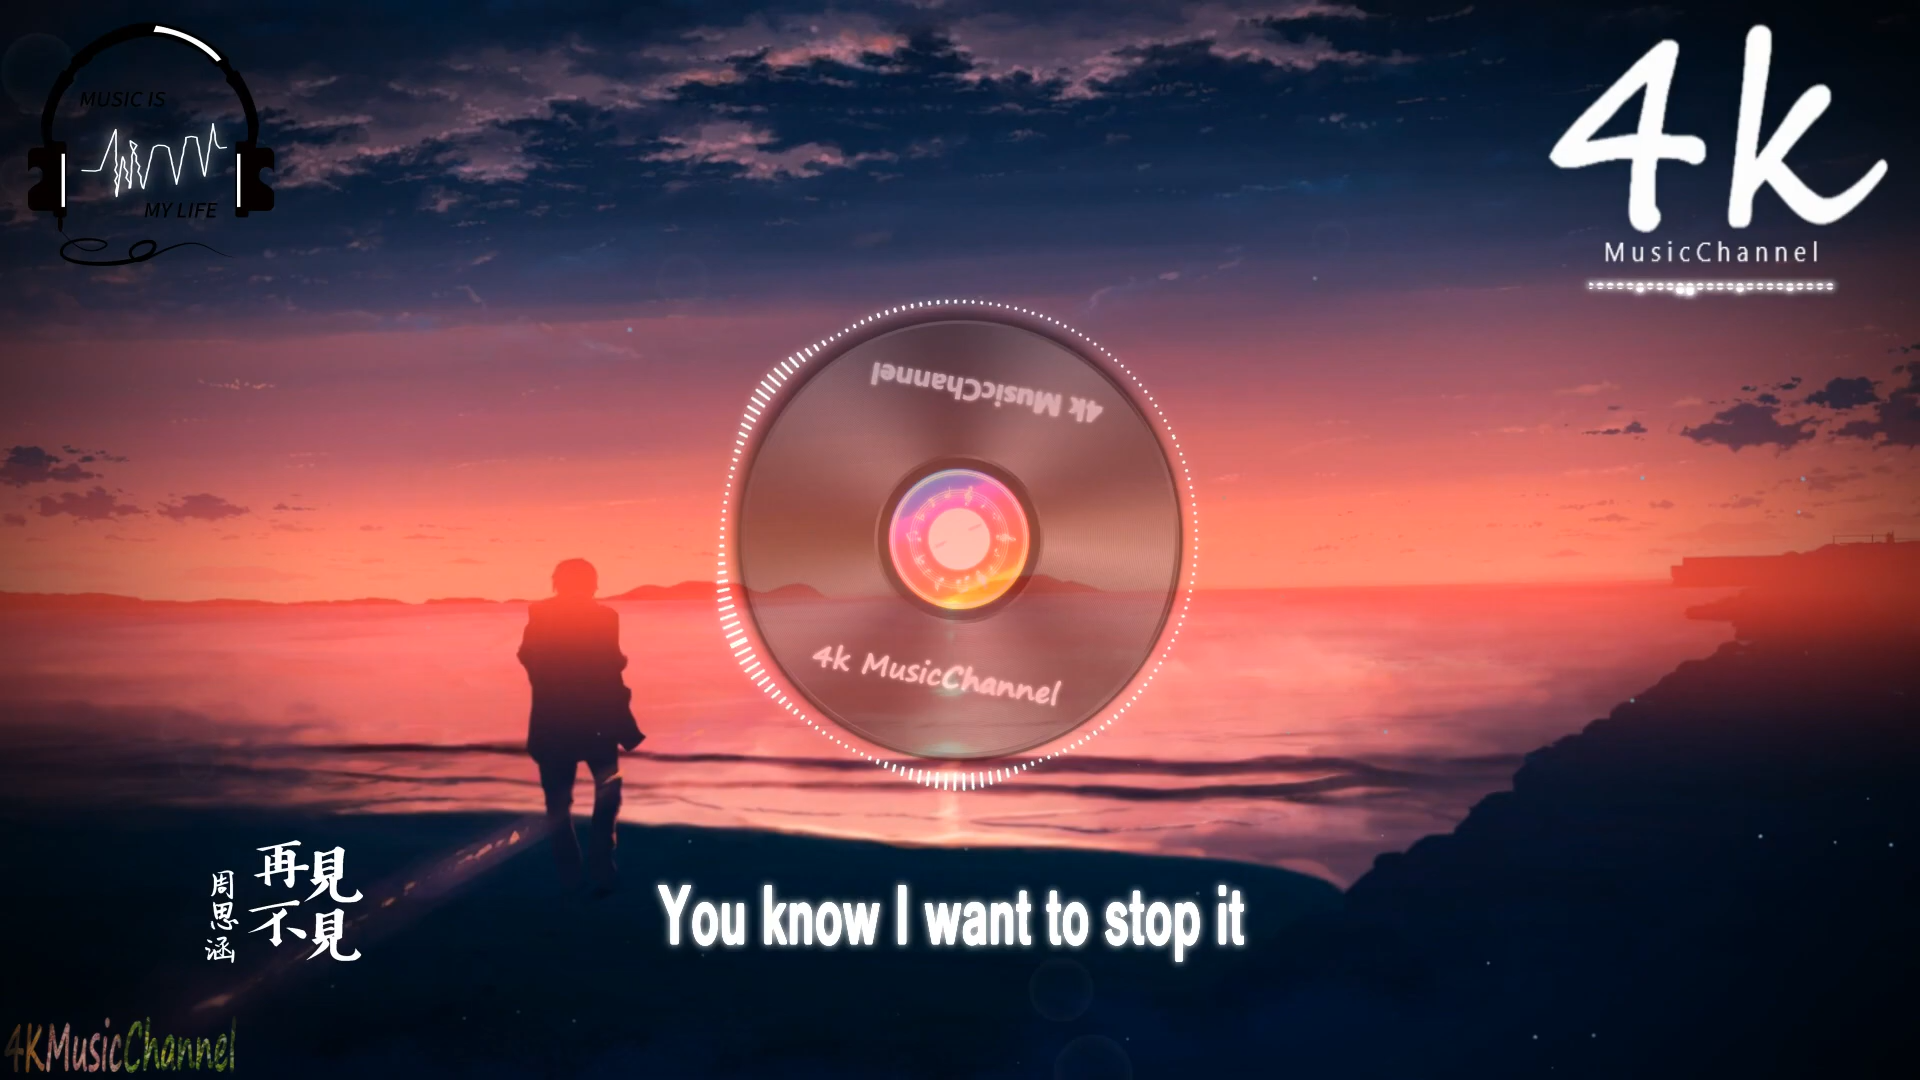 MUSIC IS
MY LIFE
4k
MusicChannel
4k MusicChannel
4k MusicChannel
再見
不見
周思涵
You know I want to stop it
4KMusicChannel